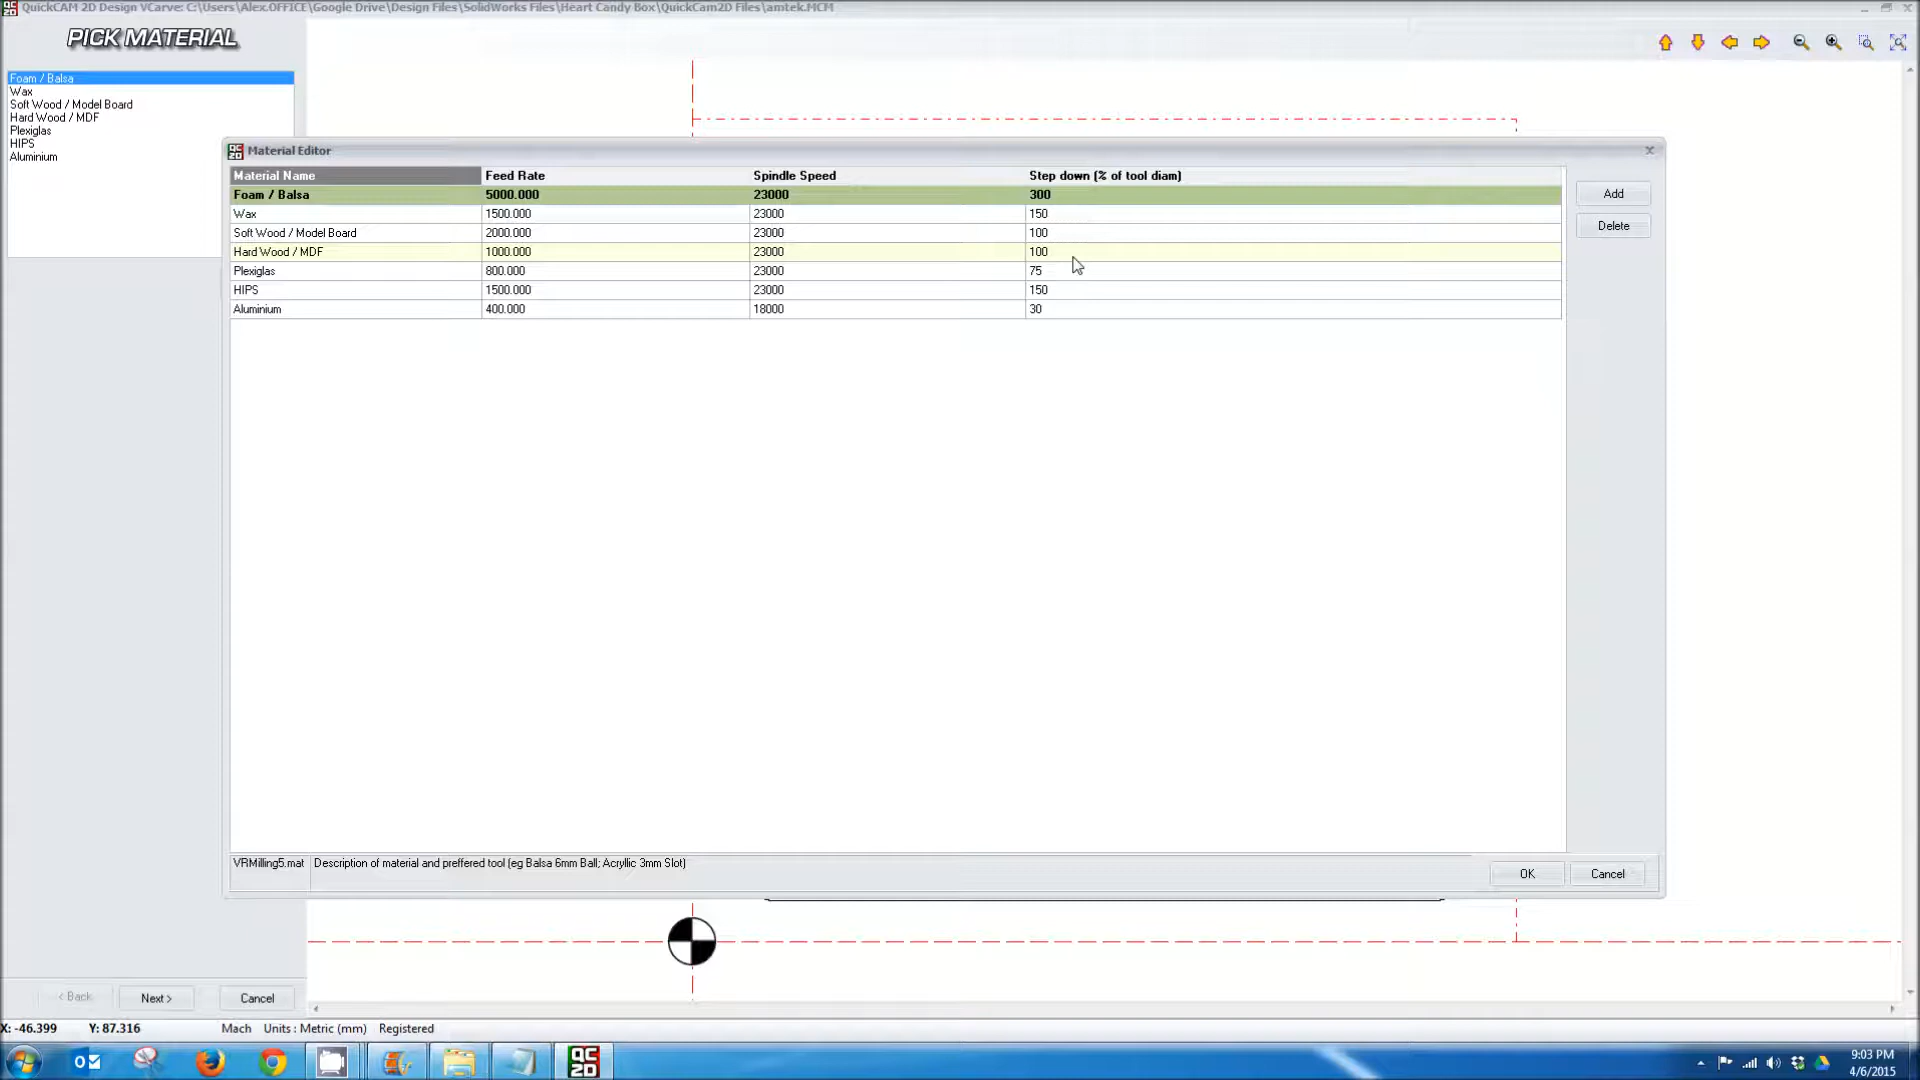 QuickCAM 2D Design VCarve: C:\Users\Alex.OFFICE\Google Drive\Design Files\SolidWorks Files\Heart Candy Box\QuickCam2D Files\amtek.MCM
PICK MATERIAL
Foam / Balsa
Wax
Soft Wood / Model Board
Hard Wood / MDF
Plexiglas
HIPS
Aluminium
QC 2D Material Editor
Material Name Feed Rate Spindle Speed Step down (% of tool diam)
Foam / Balsa 5000.000 23000 300
Wax 1500.000 23000 150
Soft Wood / Model Board 2000.000 23000 100
Hard Wood / MDF 1000.000 23000 100
Plexiglas 800.000 23000 75
HIPS 1500.000 23000 150
Aluminium 400.000 18000 30
Add
Delete
VRMilling5.mat Description of material and preffered tool (eg Balsa 6mm Ball; Acryllic 3mm Slot)
OK Cancel
< Back Next > Cancel
X: -46.399 Y: 87.316 Mach Units : Metric (mm) Registered
QC 2D
9:03 PM
4/6/2015